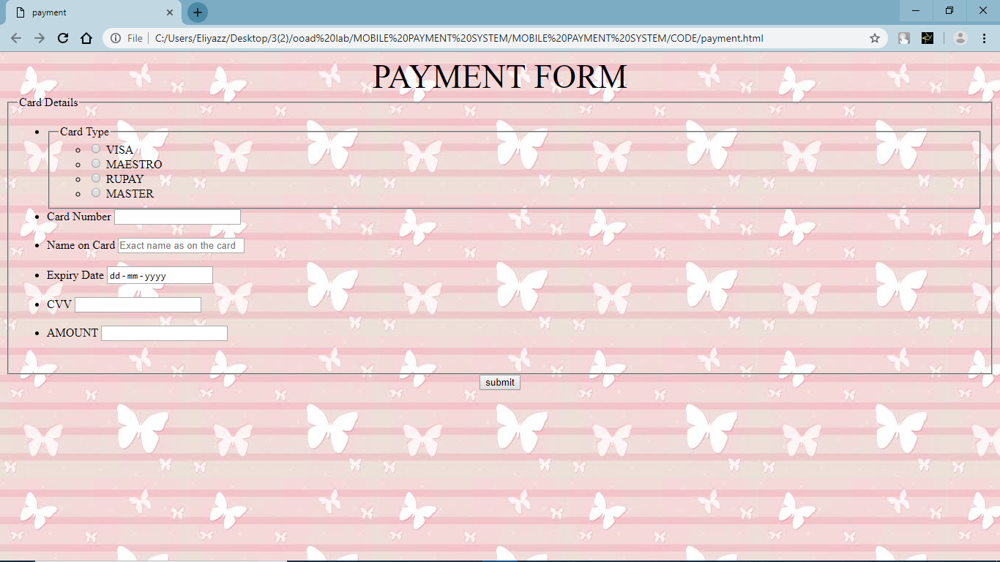 payment
File C:/Users/Eliyazz/Desktop/3(2)/ooad%20lab/MOBILE%20PAYMENT%20SYSTEM/MOBILE%20PAYMENT%20SYSTEM/CODE/payment.html
PAYMENT FORM
Card Details
Card Type
VISA
MAESTRO
RUPAY
MASTER
Card Number
Name on Card Exact name as on the card
Expiry Date dd-mm-yyyy
CVV
AMOUNT
submit